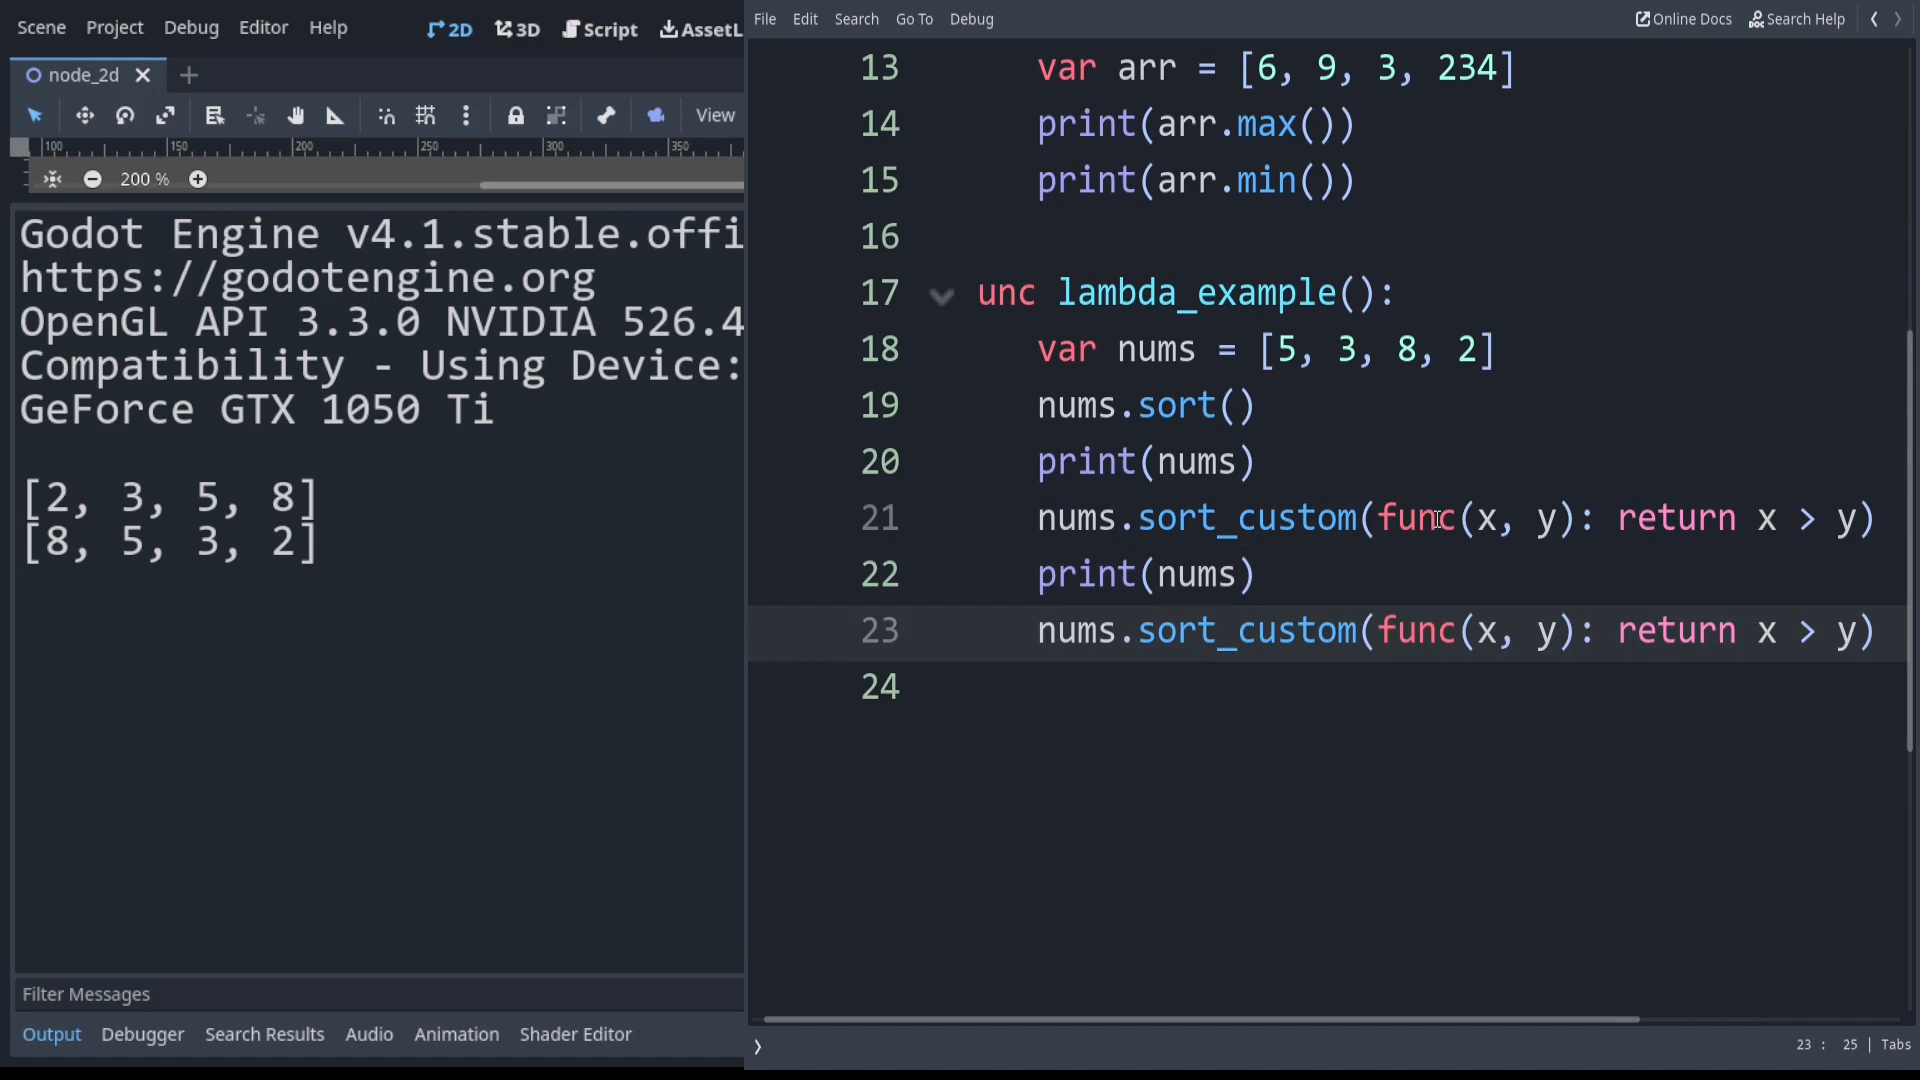 Scene Project Debug Editor Help 2D 3D Script AssetL
node_2d
View
100 150 200 250 300 350
200 %
Godot Engine v4.1.stable.offi
https://godotengine.org
OpenGL API 3.3.0 NVIDIA 526.4
Compatibility - Using Device:
GeForce GTX 1050 Ti
[2, 3, 5, 8]
[8, 5, 3, 2]
Filter Messages
Output Debugger Search Results Audio Animation Shader Editor
File Edit Search Go To Debug Online Docs Search Help
13 var arr = [6, 9, 3, 234]
14 print(arr.max())
15 print(arr.min())
16
17 unc lambda_example():
18 var nums = [5, 3, 8, 2]
19 nums.sort()
20 print(nums)
21 nums.sort_custom(func(x, y): return x > y)
22 print(nums)
23 nums.sort_custom(func(x, y): return x > y)
24
23 : 25 | Tabs